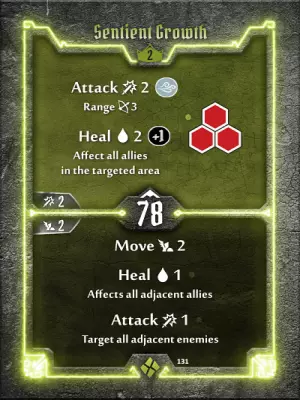 Sentient Growth
2
Attack 2
Range 3
Heal 2 +1
Affect all allies
in the targeted area
2
78
2
Move 2
Heal 1
Affects all adjacent allies
Attack 1
Target all adjacent enemies
131